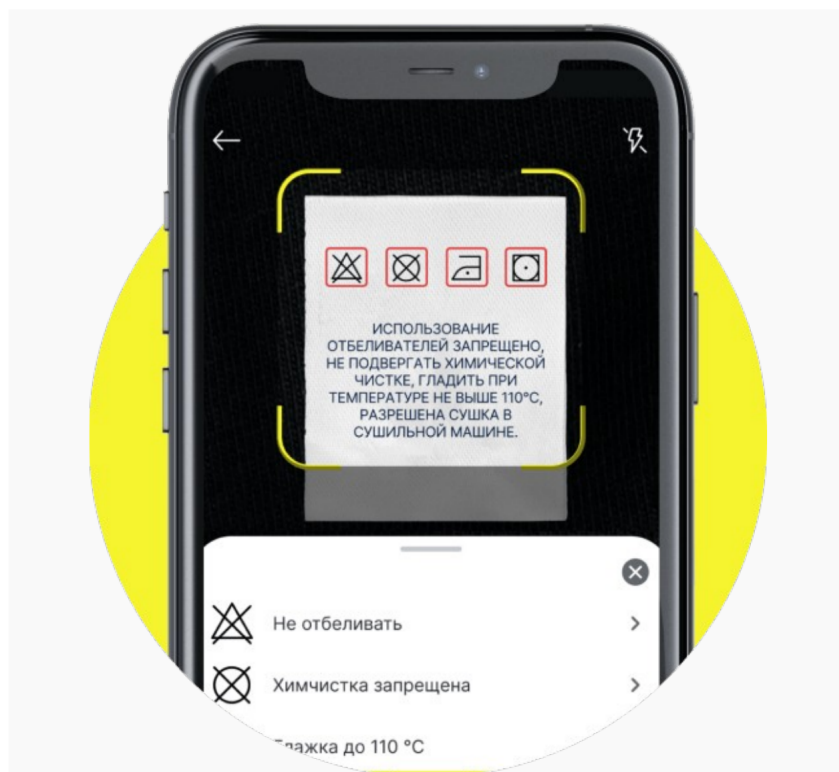 ИСПОЛЬЗОВАНИЕ
ОТБЕЛИВАТЕЛЕЙ ЗАПРЕЩЕНО,
НЕ ПОДВЕРГАТЬ ХИМИЧЕСКОЙ
ЧИСТКЕ, ГЛАДИТЬ ПРИ
ТЕМПЕРАТУРЕ НЕ ВЫШЕ 110°С,
РАЗРЕШЕНА СУШКА В
СУШИЛЬНОЙ МАШИНЕ.
Не отбеливать
Химчистка запрещена
Глажка до 110 °C